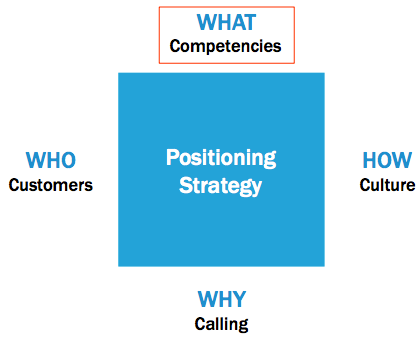 WHAT
Competencies
WHO
Customers
Positioning
Strategy
HOW
Culture
WHY
Calling